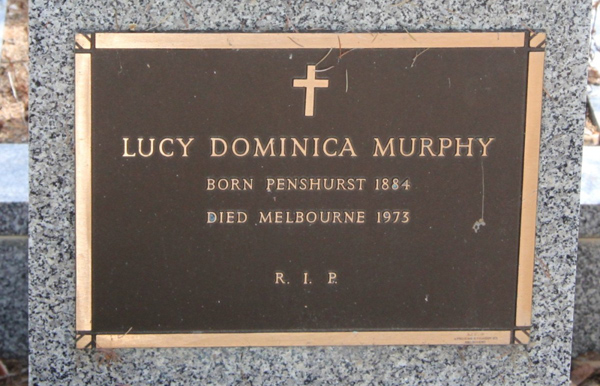 LUCY DOMINICA MURPHY
BORN PENSHURST 1884
DIED MELBOURNE 1973
R. I. P.